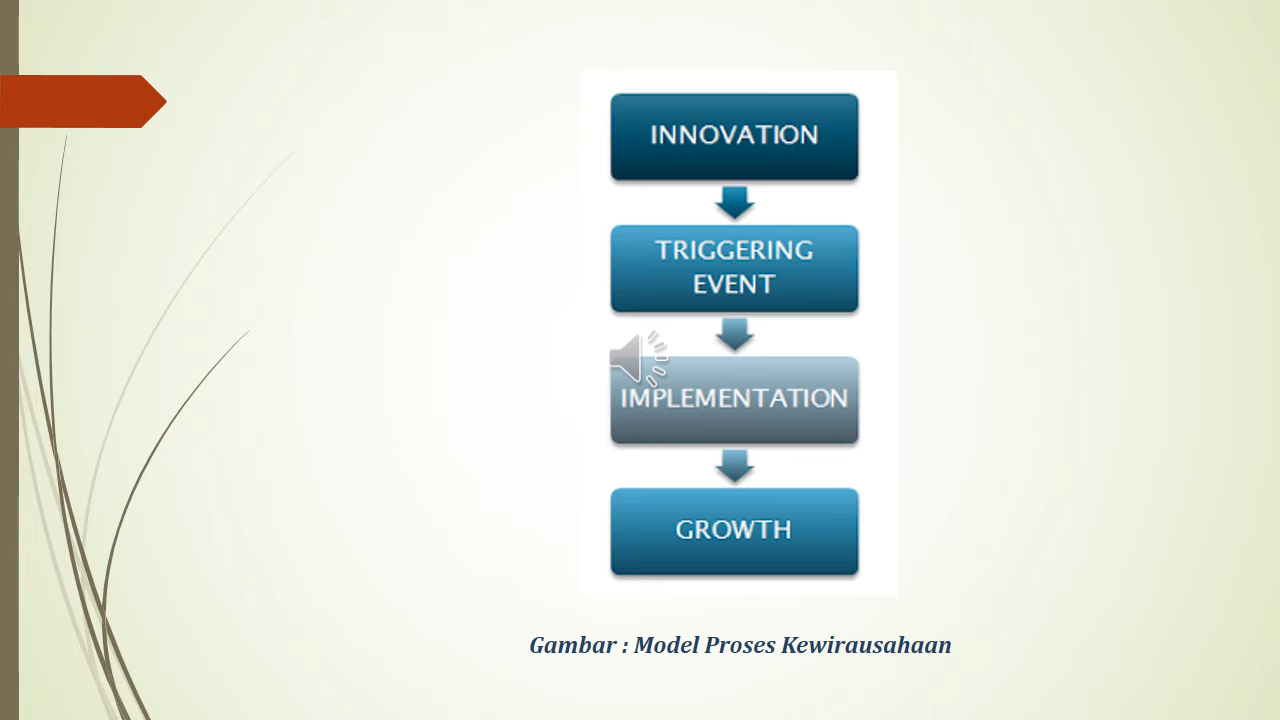 INNOVATION
TRIGGERING
EVENT
IMPLEMENTATION
GROWTH
Gambar : Model Proses Kewirausahaan